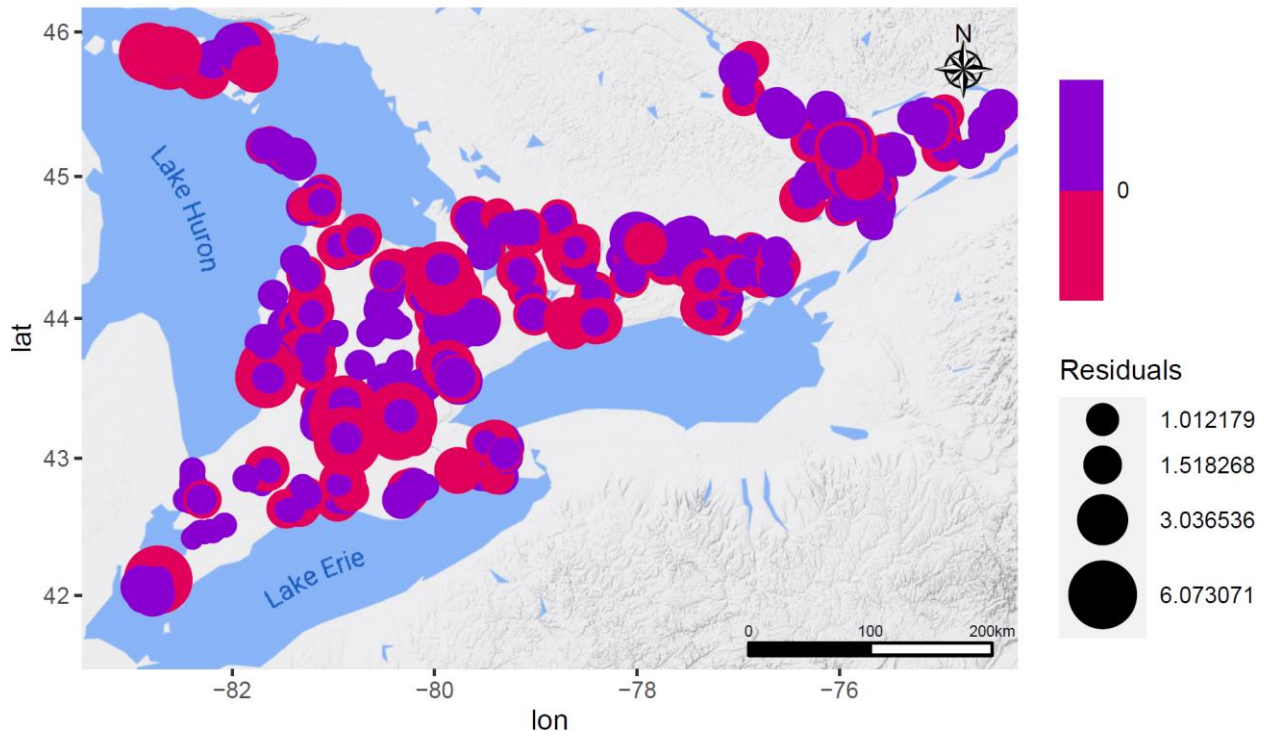 46
45
44
43
42
lat
−82
−80
−78
−76
lon
Lake Huron
Lake Erie
N
0
100
200km
0
Residuals
1.012179
1.518268
3.036536
6.073071